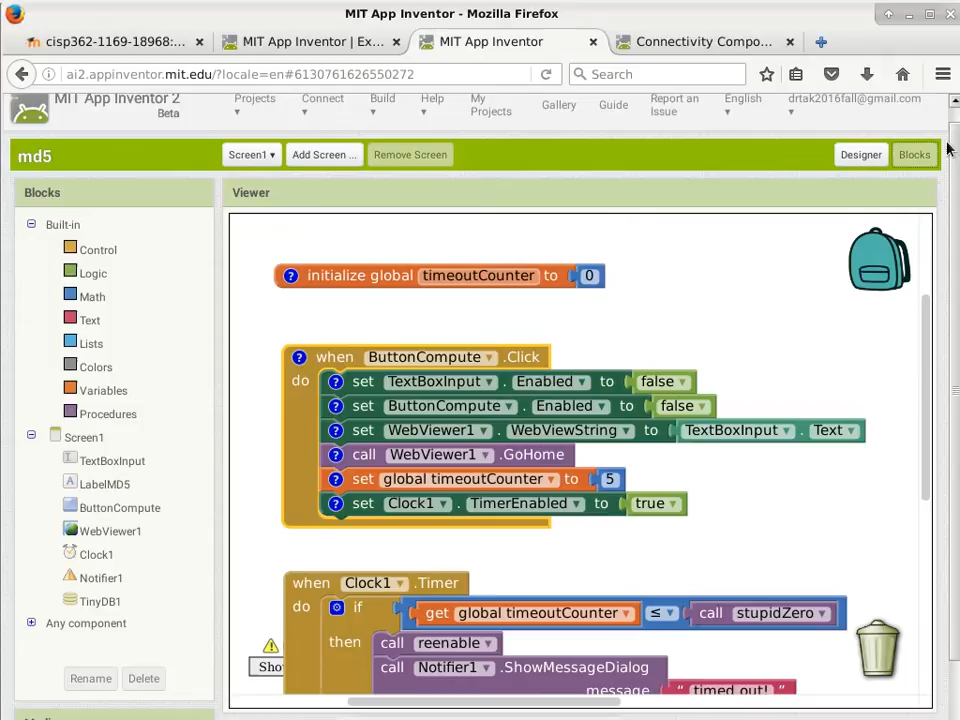 MIT App Inventor - Mozilla Firefox
cisp362-1169-18968:... × MIT App Inventor | Ex... × MIT App Inventor × Connectivity Compo... ×
ai2.appinventor.mit.edu/?locale=en#6130761626550272 Search
MIT App Inventor 2
Beta
Projects Connect Build Help My Projects Gallery Guide Report an Issue English drtak2016fall@gmail.com
md5 Screen1 Add Screen ... Remove Screen Designer Blocks
Blocks Viewer
Built-in
Control
Logic
Math
Text
Lists
Colors
Variables
Procedures
Screen1
TextBoxInput
LabelMD5
ButtonCompute
WebViewer1
Clock1
Notifier1
TinyDB1
Any component
Rename Delete
? initialize global timeoutCounter to 0
? when ButtonCompute .Click
do ? set TextBoxInput . Enabled to false
? set ButtonCompute . Enabled to false
? set WebViewer1 . WebViewString to TextBoxInput . Text
? call WebViewer1 .GoHome
? set global timeoutCounter to 5
? set Clock1 . TimerEnabled to true
when Clock1 .Timer
do if get global timeoutCounter ≤ call stupidZero
then call reenable
call Notifier1 .ShowMessageDialog
message " timed out! "
Sho